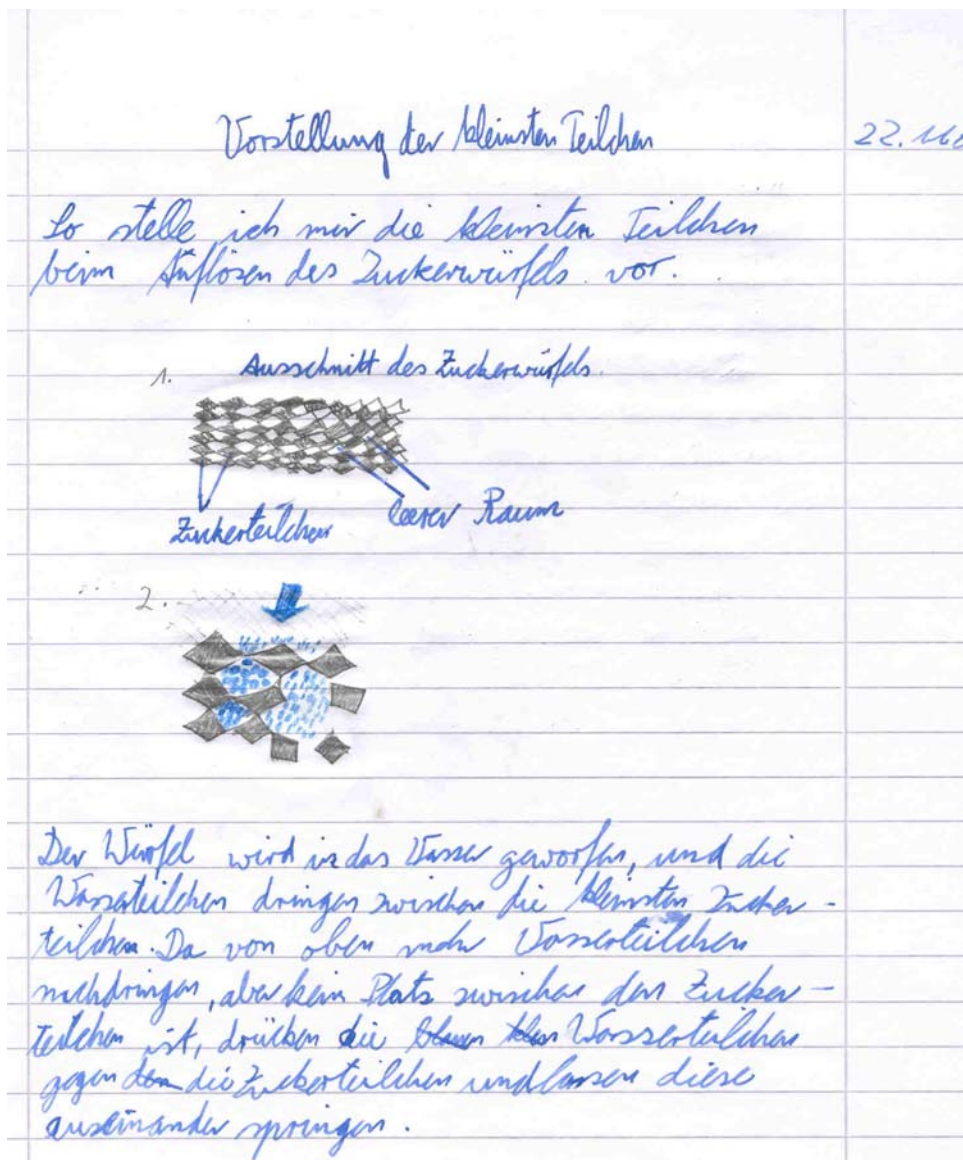 Vorstellung der kleinsten Teilchen
22.
So stelle ich mir die kleinsten Teilchen
beim Auflösen des Zuckerwürfels vor.
1. Ausschnitt des Zuckerwürfels.
Zuckerteilchen leerer Raum
2.
Der Würfel wird in das Wasser geworfen, und die
Wasserteilchen dringen zwischen die kleinsten Zucker-
teilchen. Da von oben mehr Wasserteilchen
nachdringen, aber kein Platz zwischen den Zucker-
teilchen ist, drücken die Wasserteilchen
gegen die Zuckerteilchen und lassen diese
auseinander springen.